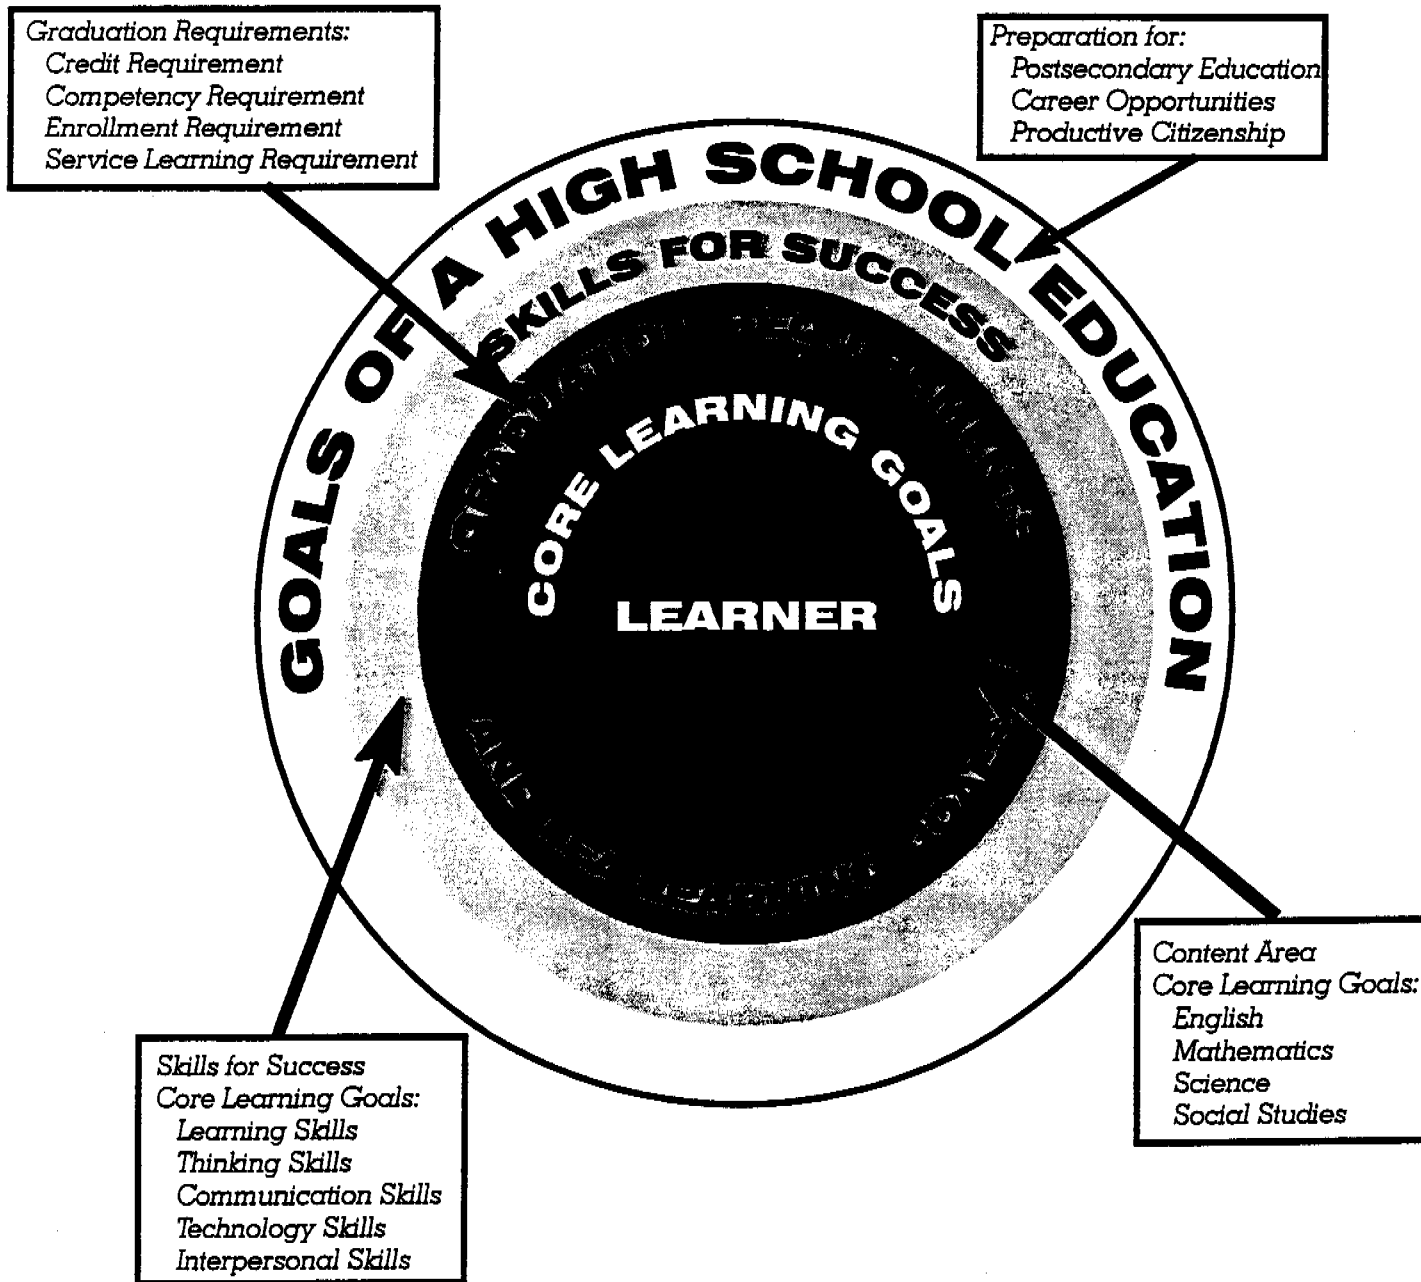 Graduation Requirements:
Credit Requirement
Competency Requirement
Enrollment Requirement
Service Learning Requirement
Preparation for:
Postsecondary Education
Career Opportunities
Productive Citizenship
GOALS OF A HIGH SCHOOL EDUCATION
SKILLS FOR SUCCESS
GRADUATION REQUIREMENTS
CORE LEARNING GOALS
LEARNER
Skills for Success
Core Learning Goals:
Learning Skills
Thinking Skills
Communication Skills
Technology Skills
Interpersonal Skills
Content Area
Core Learning Goals:
English
Mathematics
Science
Social Studies